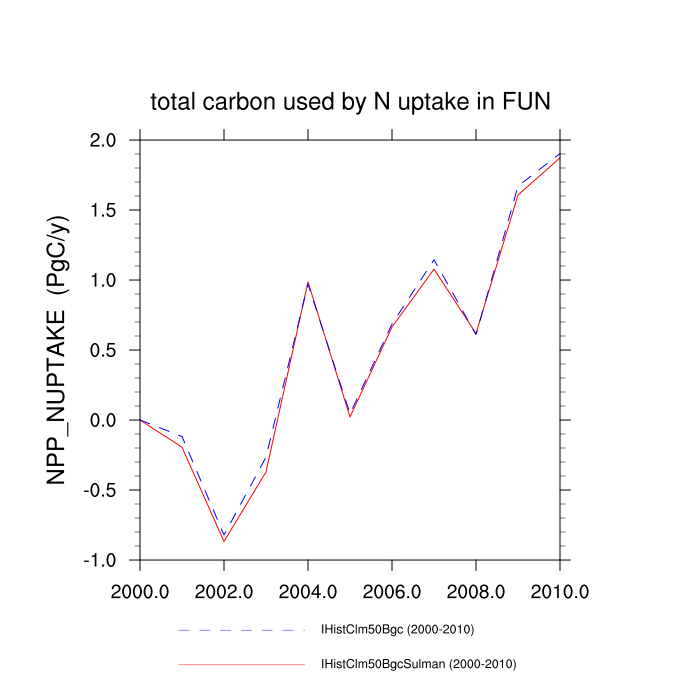 total carbon used by N uptake in FUN
NPP_NUPTAKE (PgC/y)
2.0
1.5
1.0
0.5
0.0
-0.5
-1.0
2000.0 2002.0 2004.0 2006.0 2008.0 2010.0
IHistClm50Bgc (2000-2010)
IHistClm50BgcSulman (2000-2010)